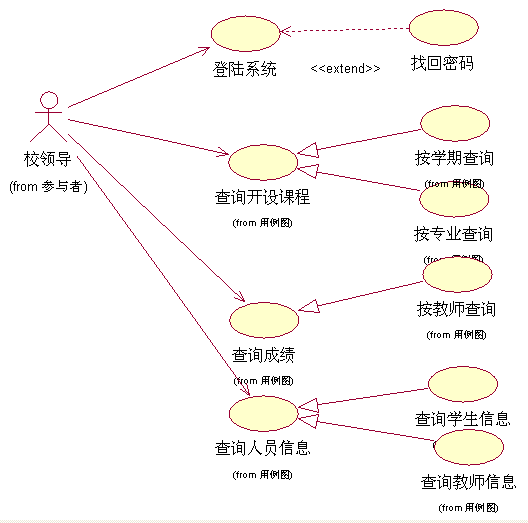 登陆系统
<<extend>>
找回密码
校领导
(from 参与者)
查询开设课程
(from 用例图)
按学期查询
(from 用例图)
按专业查询
(from 用例图)
查询成绩
(from 用例图)
按教师查询
(from 用例图)
查询人员信息
(from 用例图)
查询学生信息
查询教师信息
(from 用例图)